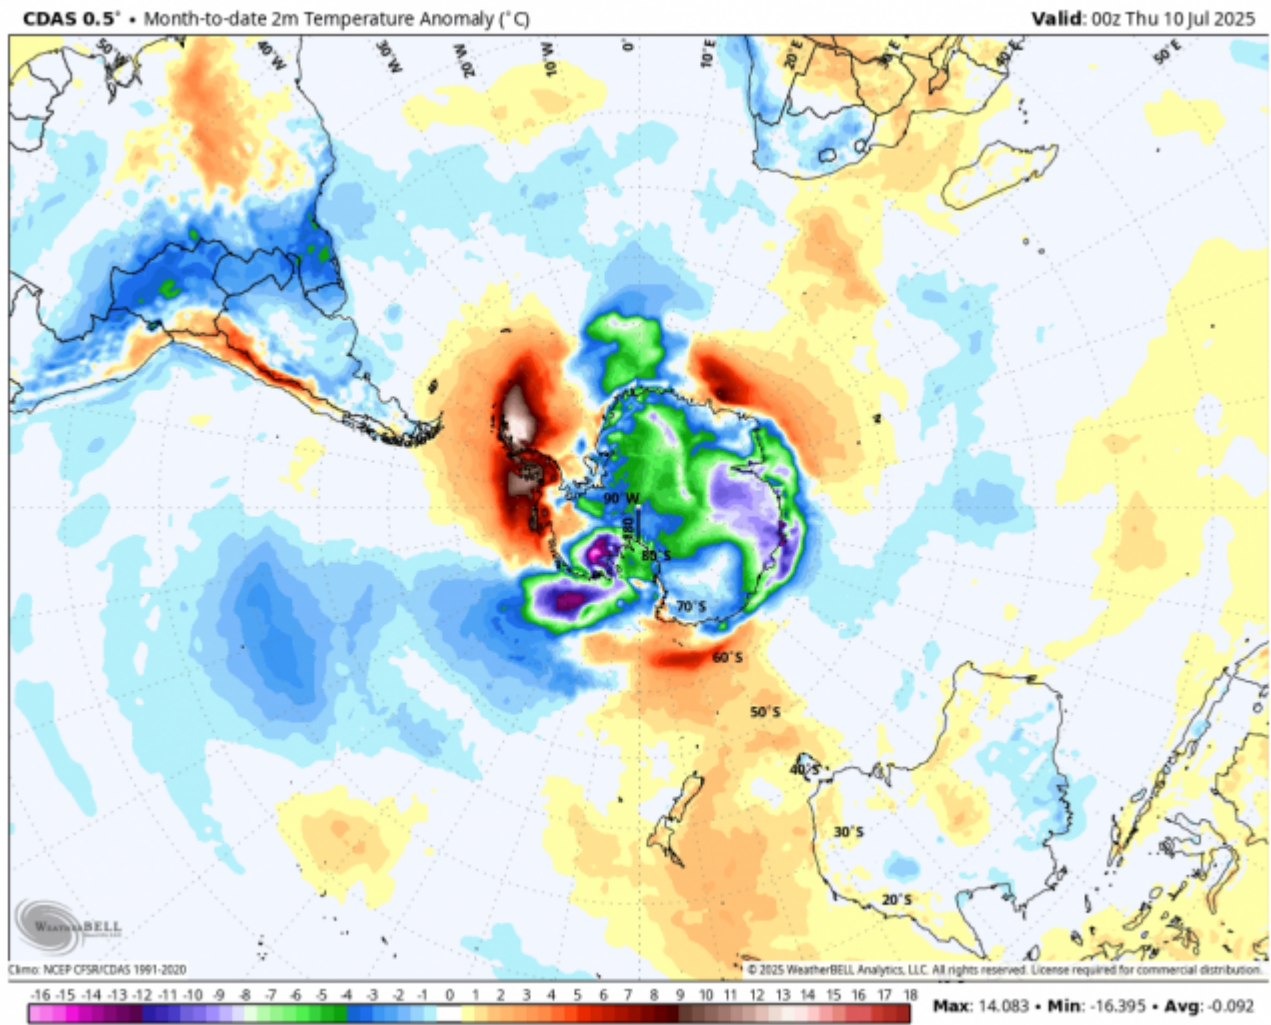 CDAS 0.5° • Month-to-date 2m Temperature Anomaly (°C)
Valid: 00z Thu 10 Jul 2025
50°W
40°W
30°W
20°W
10°W
0°
10°E
20°E
30°E
40°E
50°E
90°W
180
80°S
70°S
60°S
50°S
40°S
30°S
20°S
WEATHERBELL
Climo: NCEP CFSR/CDAS 1991-2020
© 2025 WeatherBELL Analytics, LLC. All rights reserved. License required for commercial distribution.
-16 -15 -14 -13 -12 -11 -10 -9 -8 -7 -6 -5 -4 -3 -2 -1 0 1 2 3 4 5 6 7 8 9 10 11 12 13 14 15 16 17 18
Max: 14.083 • Min: -16.395 • Avg: -0.092